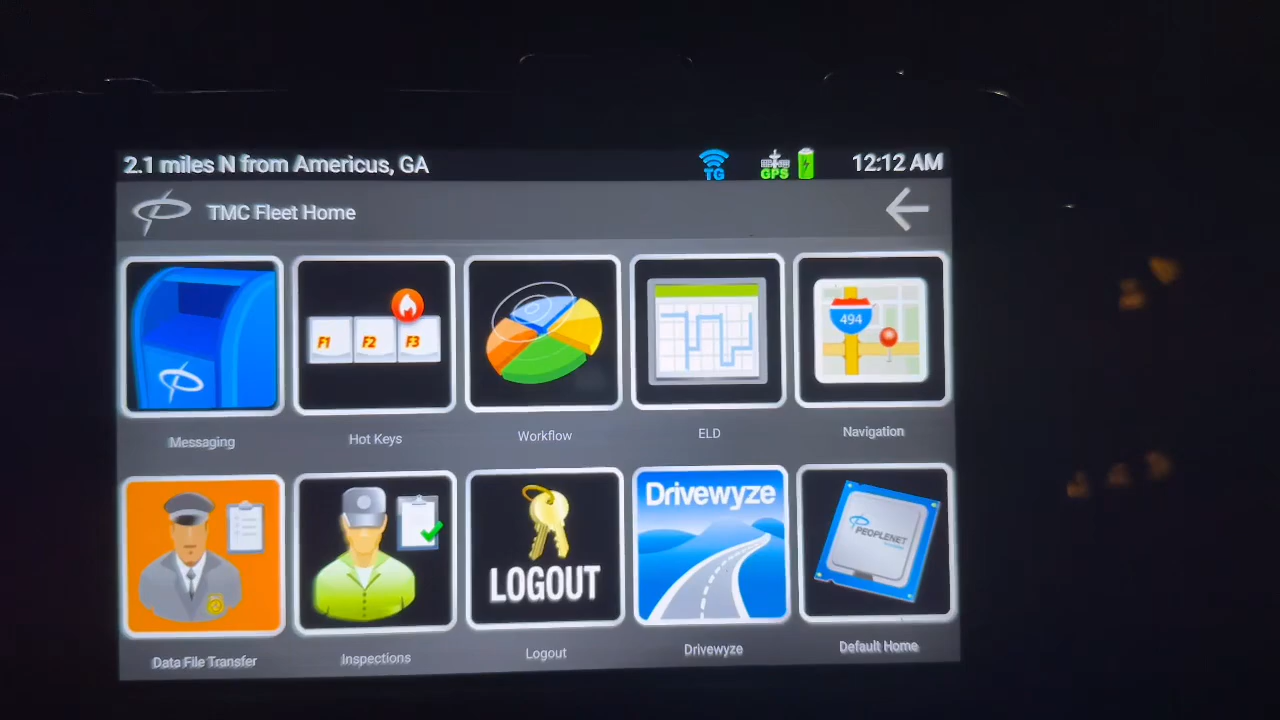 2.1 miles N from Americus, GA
TG
GPS
12:12 AM
TMC Fleet Home
F1 F2 F3
494
Messaging
Hot Keys
Workflow
ELD
Navigation
LOGOUT
Drivewyze
PEOPLENET
Data File Transfer
Inspections
Logout
Drivewyze
Default Home